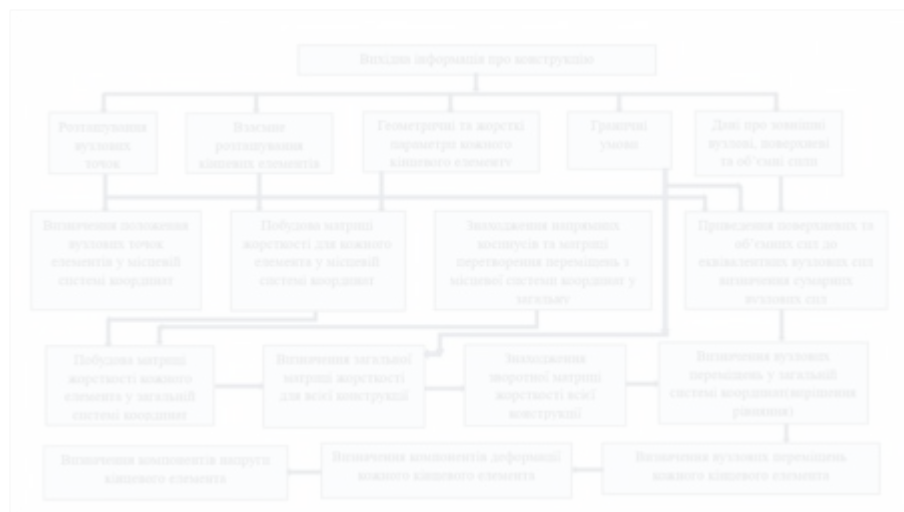 Вихідна інформація про конструкцію
Розташування
вузлових
точок
Взаємне
розташування
кінцевих елементів
Геометричні та жорсткі
параметри кожного
кінцевого елементу
Граничні
умови
Дані про зовнішні
вузлові, поверхневі
та об'ємні сили
Визначення положення
вузлових точок
елементів у місцевій
системі координат
Побудова матриці
жорсткості для кожного
елемента у місцевій
системі координат
Знаходження напрямних
косинусів та матриці
перетворення переміщень з
місцевої системи координат у
загальну
Приведення поверхневих та
об'ємних сил до
еквівалентних вузлових сил
визначення сумарних
вузлових сил
Побудова матриці
жорсткості кожного
елемента у загальній
системі координат
Визначення загальної
матриці жорсткості
для всієї конструкції
Знаходження
зворотної матриці
жорсткості всієї
конструкції
Визначення вузлових
переміщень у загальній
системі координат(вирішення
рівняння)
Визначення компонентів напруги
кінцевого елемента
Визначення компонентів деформації
кожного кінцевого елемента
Визначення вузлових переміщень
кожного кінцевого елемента